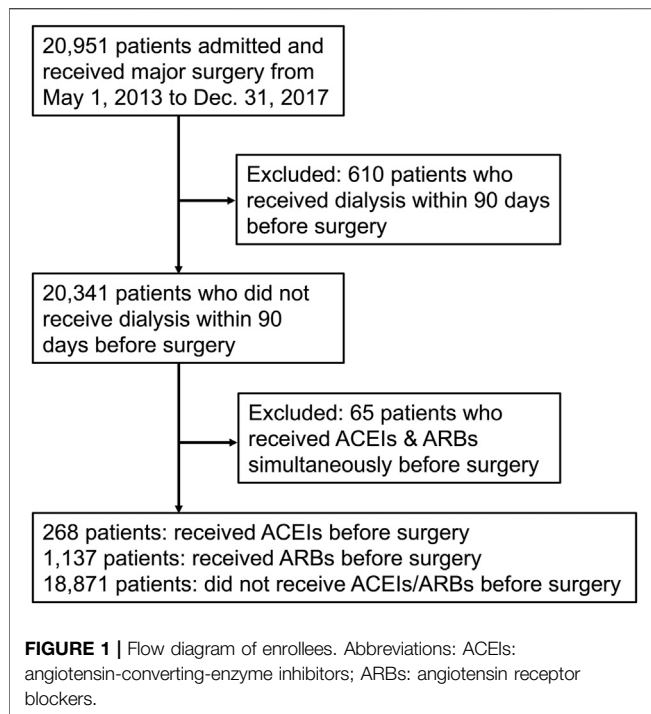 20,951 patients admitted and
received major surgery from
May 1, 2013 to Dec. 31, 2017
Excluded: 610 patients who
received dialysis within 90 days
before surgery
20,341 patients who did not
receive dialysis within 90
days before surgery
Excluded: 65 patients who
received ACEIs & ARBs
simultaneously before surgery
268 patients: received ACEIs before surgery
1,137 patients: received ARBs before surgery
18,871 patients: did not receive ACEIs/ARBs before surgery
FIGURE 1 | Flow diagram of enrollees. Abbreviations: ACEIs:
angiotensin-converting-enzyme inhibitors; ARBs: angiotensin receptor
blockers.